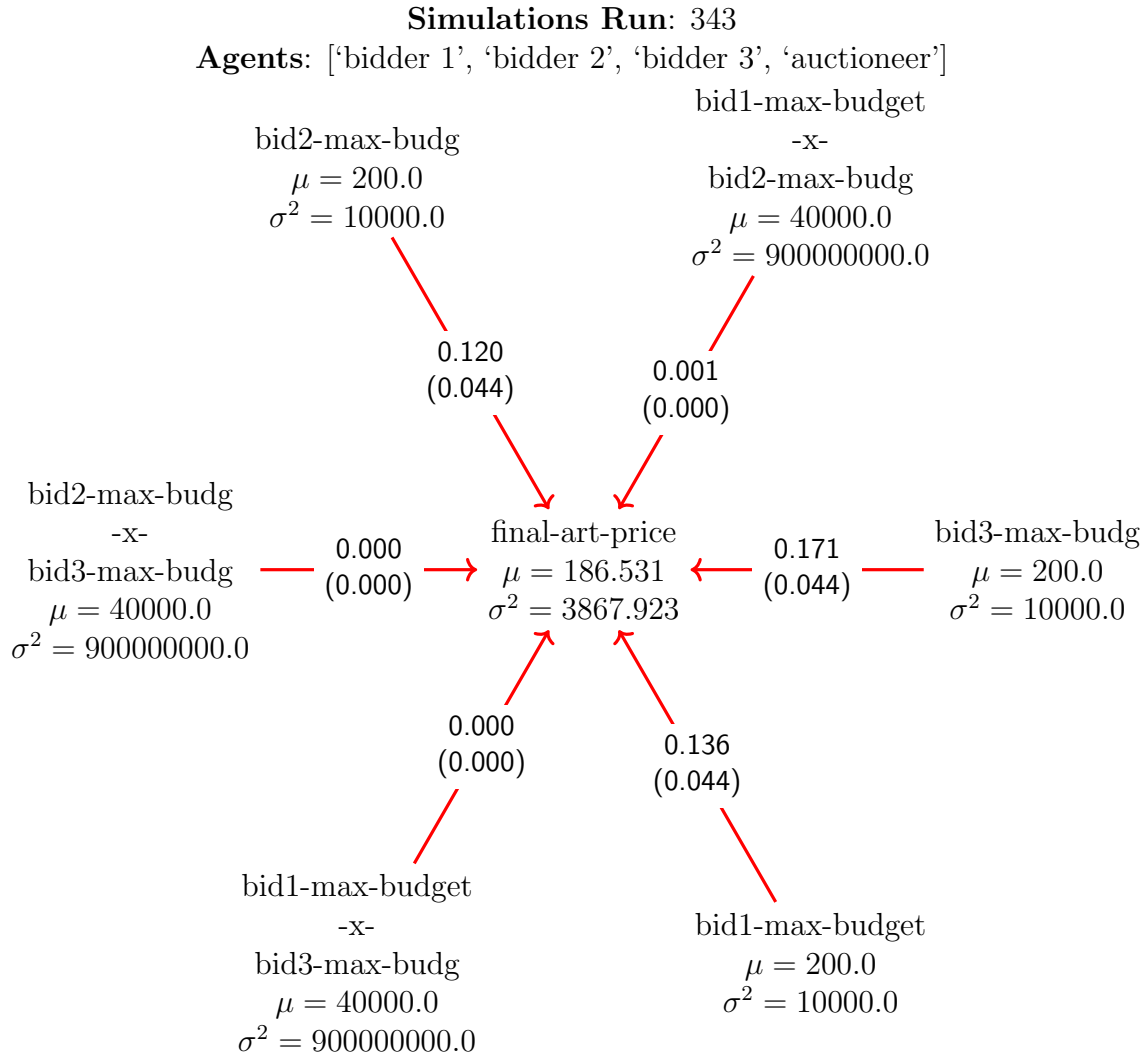 Simulations Run: 343
Agents: [‘bidder 1’, ‘bidder 2’, ‘bidder 3’, ‘auctioneer’]
bid2-max-budg
μ = 200.0
σ² = 10000.0
bid1-max-budget
-x-
bid2-max-budg
μ = 40000.0
σ² = 900000000.0
0.120
(0.044)
0.001
(0.000)
bid2-max-budg
-x-
bid3-max-budg
μ = 40000.0
σ² = 900000000.0
0.000
(0.000)
final-art-price
μ = 186.531
σ² = 3867.923
0.171
(0.044)
bid3-max-budg
μ = 200.0
σ² = 10000.0
0.000
(0.000)
0.136
(0.044)
bid1-max-budget
-x-
bid3-max-budg
μ = 40000.0
σ² = 900000000.0
bid1-max-budget
μ = 200.0
σ² = 10000.0